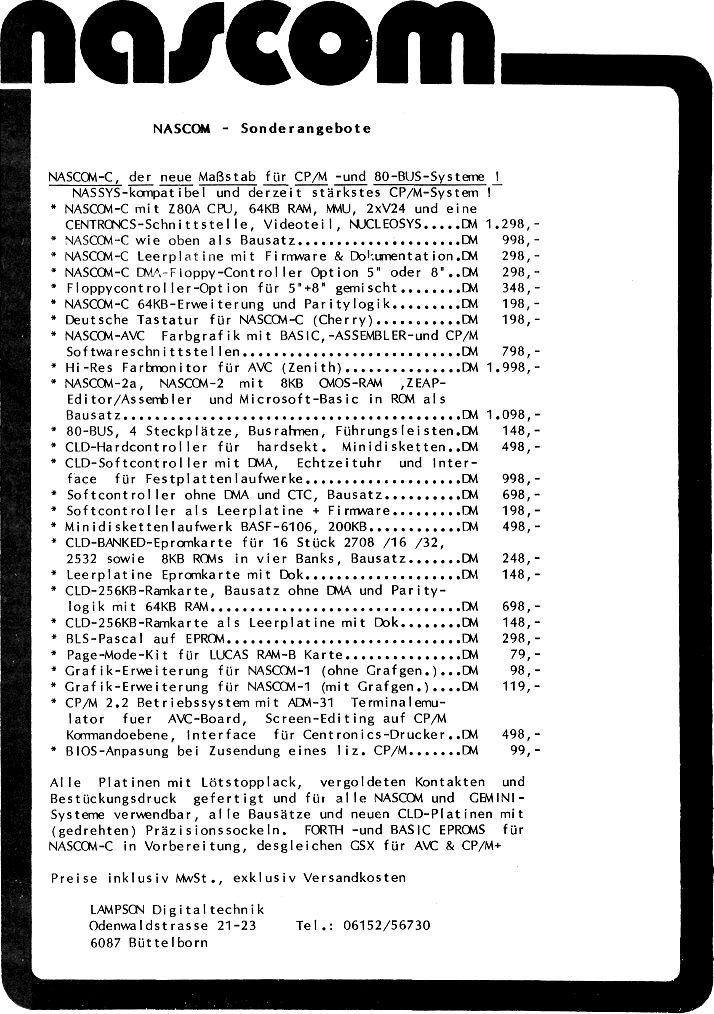 nascom
NASCOM - Sonderangebote
NASCOM-C, der neue Maßstab für CP/M -und 80-BUS-Systeme !
NASSYS-kompatibel und derzeit stärkstes CP/M-System !
* NASCOM-C mit Z80A CPU, 64KB RAM, MMU, 2xV24 und eine
CENTRONCS-Schnittstelle, Videoteil, NUCLEOSYS.....DM 1.298,-
* NASCOM-C wie oben als Bausatz.....................DM 998,-
* NASCOM-C Leerplatine mit Firmware & Dokumentation.DM 298,-
* NASCOM-C DMA-Floppy-Controller Option 5" oder 8"..DM 298,-
* Floppycontroller-Option für 5"+8" gemischt........DM 348,-
* NASCOM-C 64KB-Erweiterung und Paritylogik.........DM 198,-
* Deutsche Tastatur für NASCOM-C (Cherry)...........DM 198,-
* NASCOM-AVC Farbgrafik mit BASIC,-ASSEMBLER-und CP/M
Softwareschnittstellen............................DM 798,-
* Hi-Res Farbmonitor für AVC (Zenith)...............DM 1.998,-
* NASCOM-2a, NASCOM-2 mit 8KB CMOS-RAM ,ZEAP-
Editor/Assembler und Microsoft-Basic in ROM als
Bausatz...........................................DM 1.098,-
* 80-BUS, 4 Steckplätze, Busrahmen, Führungsleisten.DM 148,-
* CLD-Hardcontroller für hardsekt. Minidisketten..DM 498,-
* CLD-Softcontroller mit DMA, Echtzeituhr und Inter-
face für Festplattenlaufwerke....................DM 998,-
* Softcontroller ohne DMA und CTC, Bausatz..........DM 698,-
* Softcontroller als Leerplatine + Firmware.........DM 198,-
* Minidiskettenlaufwerk BASF-6106, 200KB............DM 498,-
* CLD-BANKED-Epromkarte für 16 Stück 2708 /16 /32,
2532 sowie 8KB ROMs in vier Banks, Bausatz.......DM 248,-
* Leerplatine Epromkarte mit Dok....................DM 148,-
* CLD-256KB-Ramkarte, Bausatz ohne DMA und Parity-
logik mit 64KB RAM................................DM 698,-
* CLD-256KB-Ramkarte als Leerplatine mit Dok........DM 148,-
* BLS-Pascal auf EPROM..............................DM 298,-
* Page-Mode-Kit für LUCAS RAM-B Karte...............DM 79,-
* Grafik-Erweiterung für NASCOM-1 (ohne Grafgen.)...DM 98,-
* Grafik-Erweiterung für NASCOM-1 (mit Grafgen.)....DM 119,-
* CP/M 2.2 Betriebssystem mit ADM-31 Terminalemu-
lator fuer AVC-Board, Screen-Editing auf CP/M
Kommandoebene, Interface für Centronics-Drucker..DM 498,-
* BIOS-Anpasung bei Zusendung eines liz. CP/M.......DM 99,-
Alle Platinen mit Lötstopplack, vergoldeten Kontakten und
Bestückungsdruck gefertigt und für alle NASCOM und GEMINI-
Systeme verwendbar, alle Bausätze und neuen CLD-Platinen mit
(gedrehten) Präzisionssockeln. FORTH -und BASIC EPROMS für
NASCOM-C in Vorbereitung, desgleichen GSX für AVC & CP/M+
Preise inklusiv MwSt., exklusiv Versandkosten
LAMPSON Digitaltechnik
Odenwaldstrasse 21-23 Tel.: 06152/56730
6087 Büttelborn